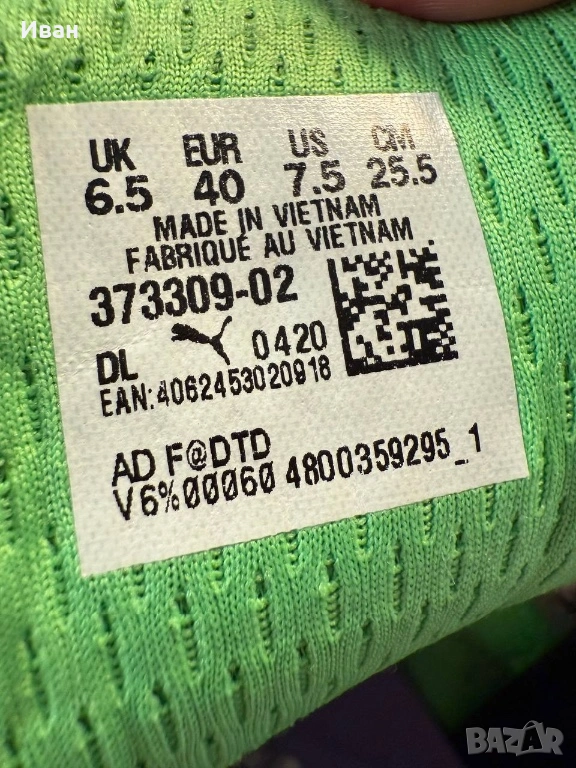 Иван
UK EUR US CM
6.5 40 7.5 25.5
MADE IN VIETNAM
FABRIQUÉ AU VIETNAM
373309-02
DL 0420
EAN:4062453020918
AD F@DTD
V6%00060 4800359295_1
BAZAR